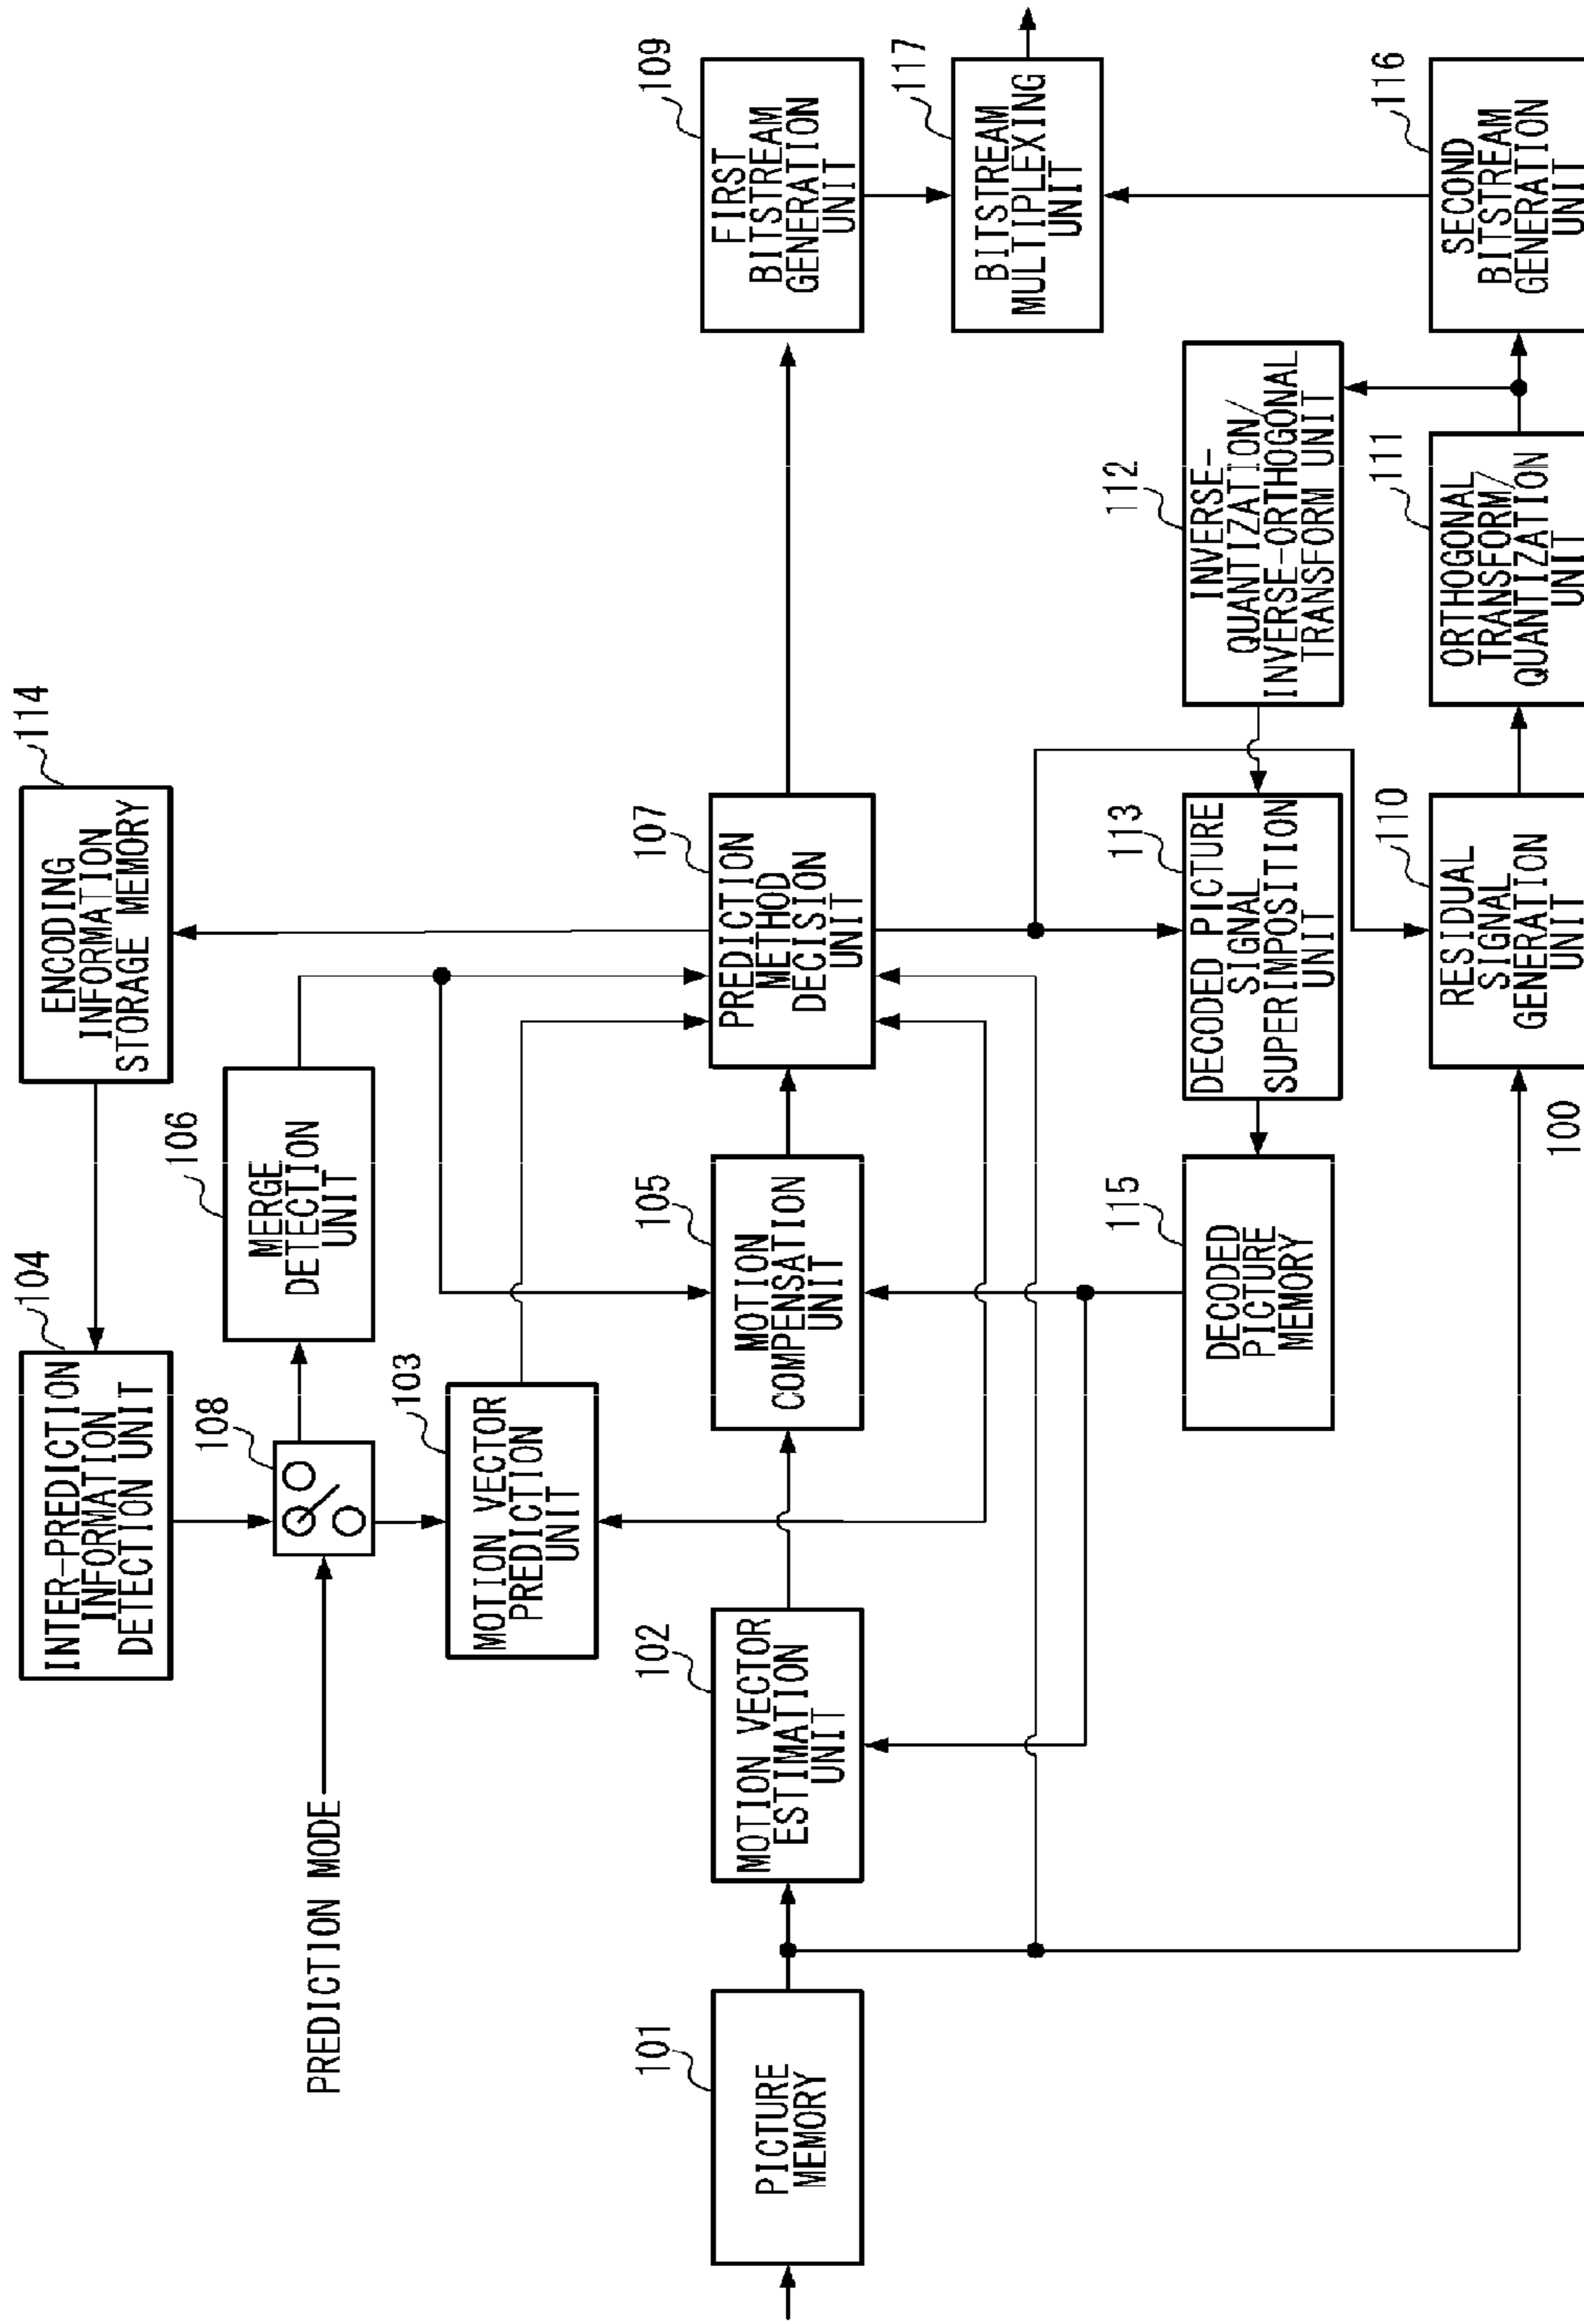 114
ENCODING
INFORMATION
STORAGE MEMORY
104
INTER-PREDICTION
INFORMATION
DETECTION UNIT
106
MERGE
DETECTION
UNIT
108
PREDICTION MODE
103
MOTION VECTOR
PREDICTION
UNIT
101
PICTURE
MEMORY
102
MOTION VECTOR
ESTIMATION
UNIT
105
MOTION
COMPENSATION
UNIT
107
PREDICTION
METHOD
DECISION
UNIT
109
FIRST
BITSTREAM
GENERATION
UNIT
117
BITSTREAM
MULTIPLEXING
UNIT
115
DECODED
PICTURE
MEMORY
113
DECODED PICTURE
SIGNAL
SUPERIMPOSITION
UNIT
112
INVERSE-
QUANTIZATION/
INVERSE-ORTHOGONAL
TRANSFORM UNIT
110
RESIDUAL
SIGNAL
GENERATION
UNIT
111
ORTHOGONAL
TRANSFORM/
QUANTIZATION
UNIT
116
SECOND
BITSTREAM
GENERATION
UNIT
100